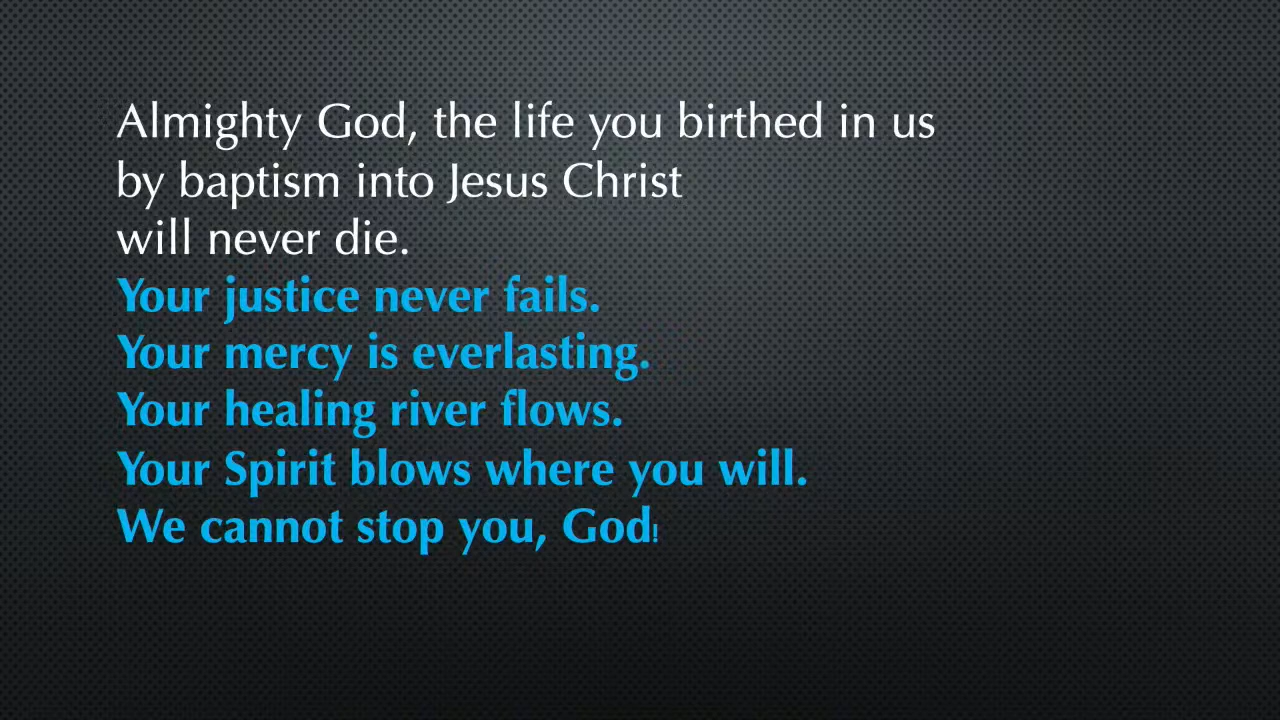 Almighty God, the life you birthed in us
by baptism into Jesus Christ
will never die.
Your justice never fails.
Your mercy is everlasting.
Your healing river flows.
Your Spirit blows where you will.
We cannot stop you, God!